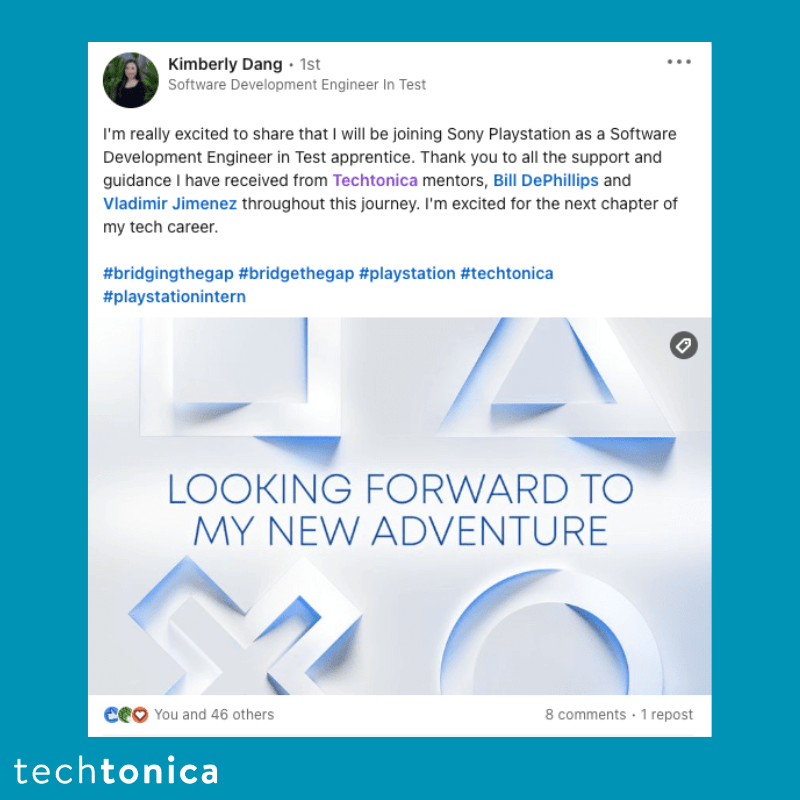 Kimberly Dang • 1st
Software Development Engineer In Test
I'm really excited to share that I will be joining Sony Playstation as a Software
Development Engineer in Test apprentice. Thank you to all the support and
guidance I have received from Techtonica mentors, Bill DePhillips and
Vladimir Jimenez throughout this journey. I'm excited for the next chapter of
my tech career.
#bridgingthegap #bridgethegap #playstation #techtonica
#playstationintern
LOOKING FORWARD TO
MY NEW ADVENTURE
You and 46 others
8 comments • 1 repost
techtonica